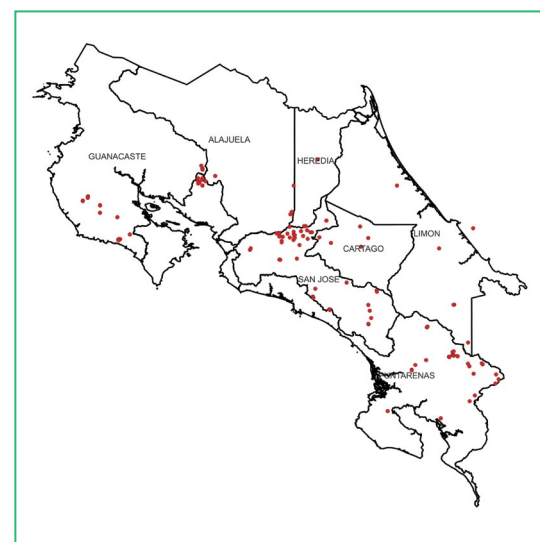 ALAJUELA
GUANACASTE
HEREDIA
LIMON
CARTAGO
SAN JOSE
PUNTARENAS